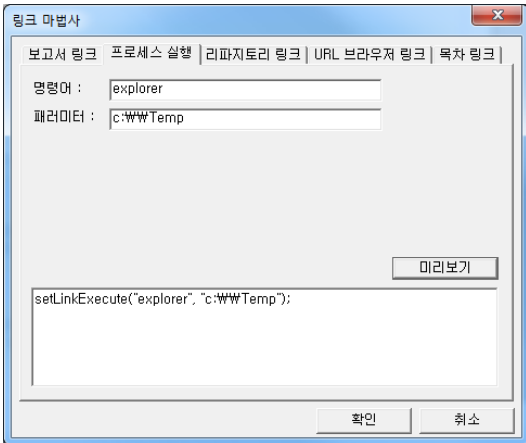 링크 마법사
보고서 링크 프로세스 실행 리파지토리 링크 URL 브라우저 링크 목차 링크
명령어 : explorer
패러미터 : c:₩₩Temp
미리보기
setLinkExecute("explorer", "c:₩₩Temp");
확인 취소